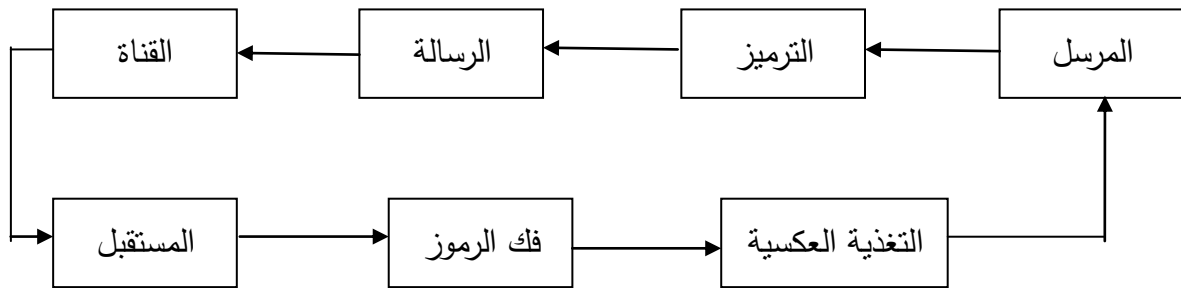 المرسل
الترميز
الرسالة
القناة
المستقبل
فك الرموز
التغذية العكسية